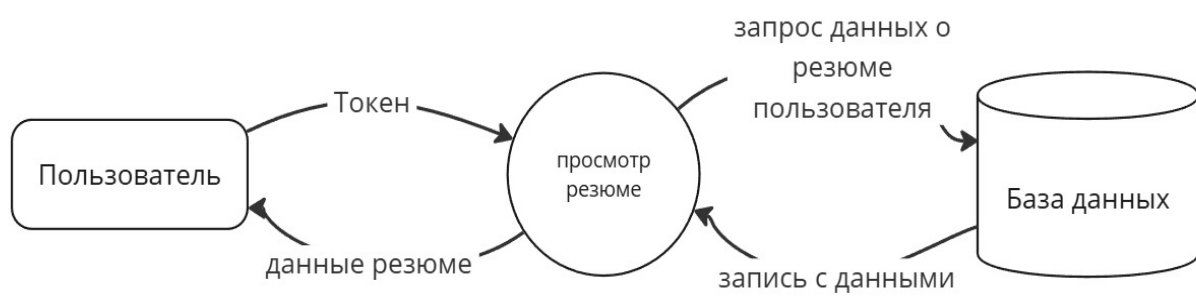 запрос данных о
резюме
пользователя
Токен
Пользователь
просмотр
резюме
База данных
данные резюме
запись с данными